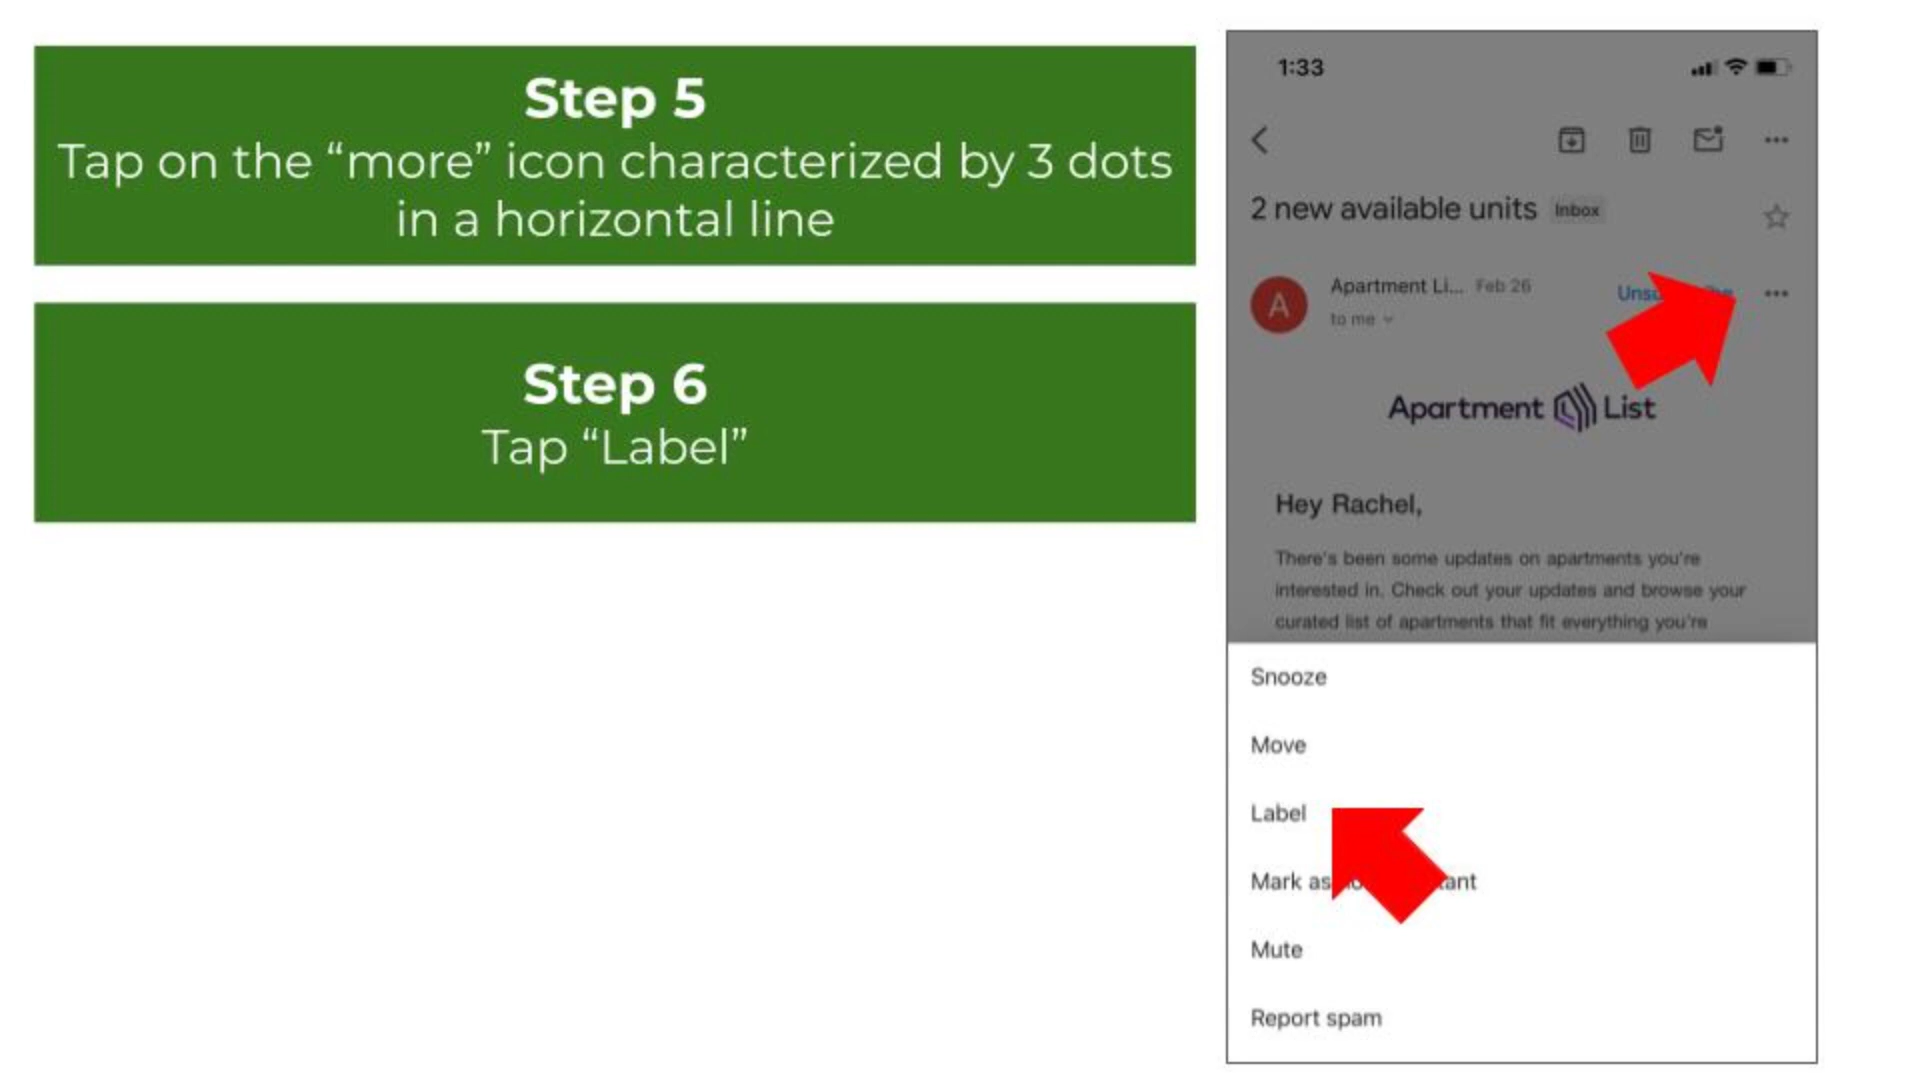 Step 5
Tap on the “more” icon characterized by 3 dots
in a horizontal line
Step 6
Tap “Label”
1:33
2 new available units Inbox
A
Apartment Li... Feb 26
to me
Apartment List
Hey Rachel,
There's been some updates on apartments you're
interested in. Check out your updates and browse your
curated list of apartments that fit everything you're
Snooze
Move
Label
Mark as
Mute
Report spam